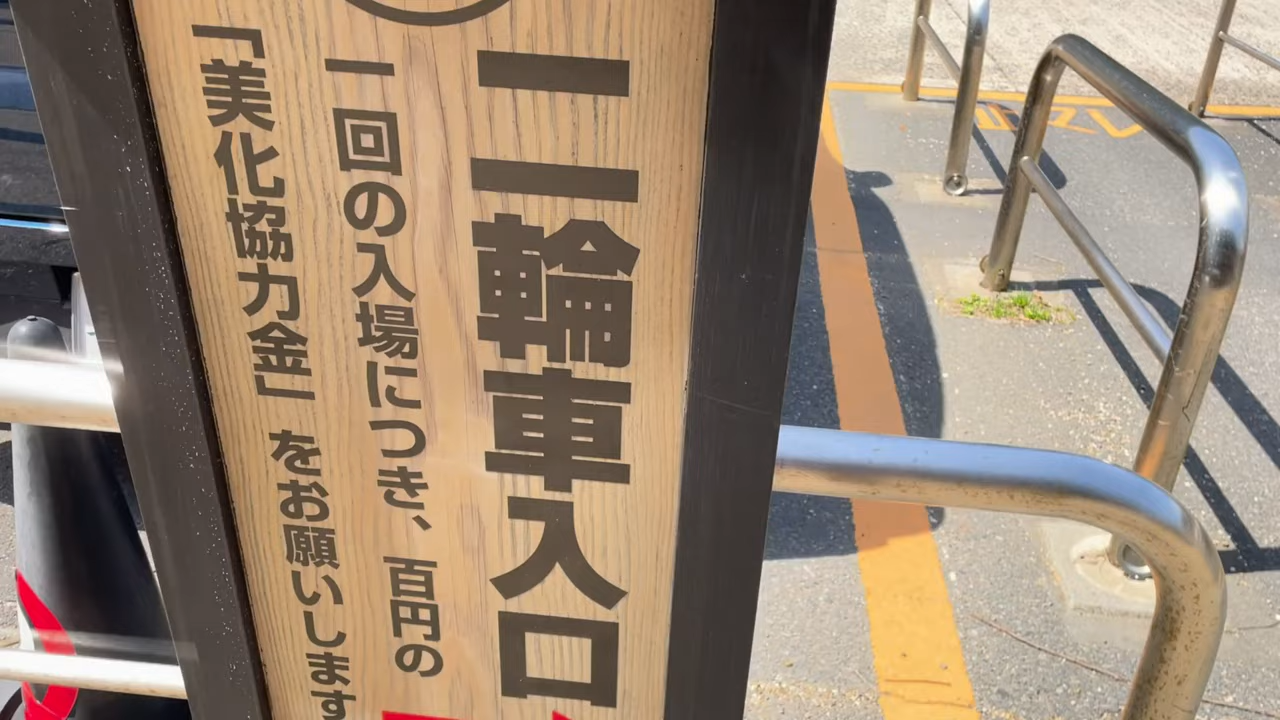 二輪車入口
一回の入場につき、百円の
「美化協力金」をお願いします